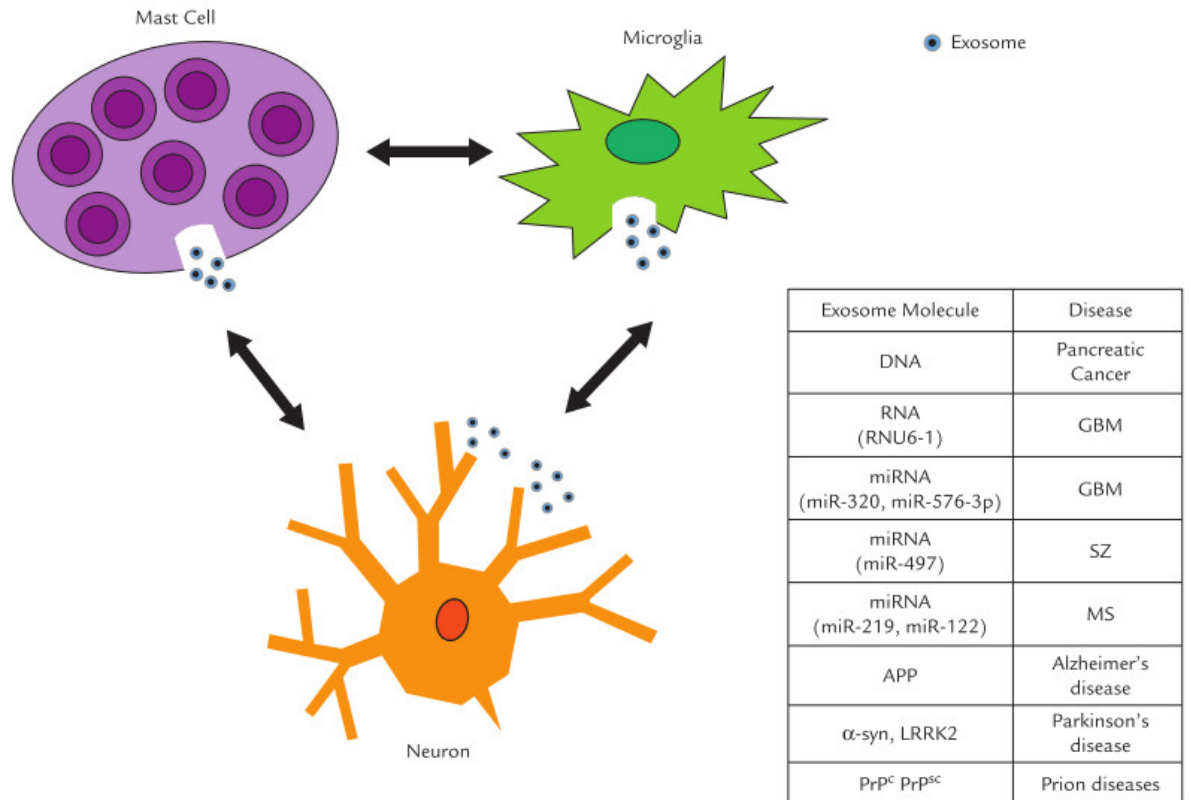 Mast Cell
Microglia
Exosome
Exosome Molecule
Disease
DNA
Pancreatic
Cancer
RNA
(RNU6-1)
GBM
miRNA
(miR-320, miR-576-3p)
GBM
miRNA
(miR-497)
SZ
miRNA
(miR-219, miR-122)
MS
APP
Alzheimer's
disease
α-syn, LRRK2
Parkinson's
disease
PrPᶜ PrPˢᶜ
Prion diseases
Neuron